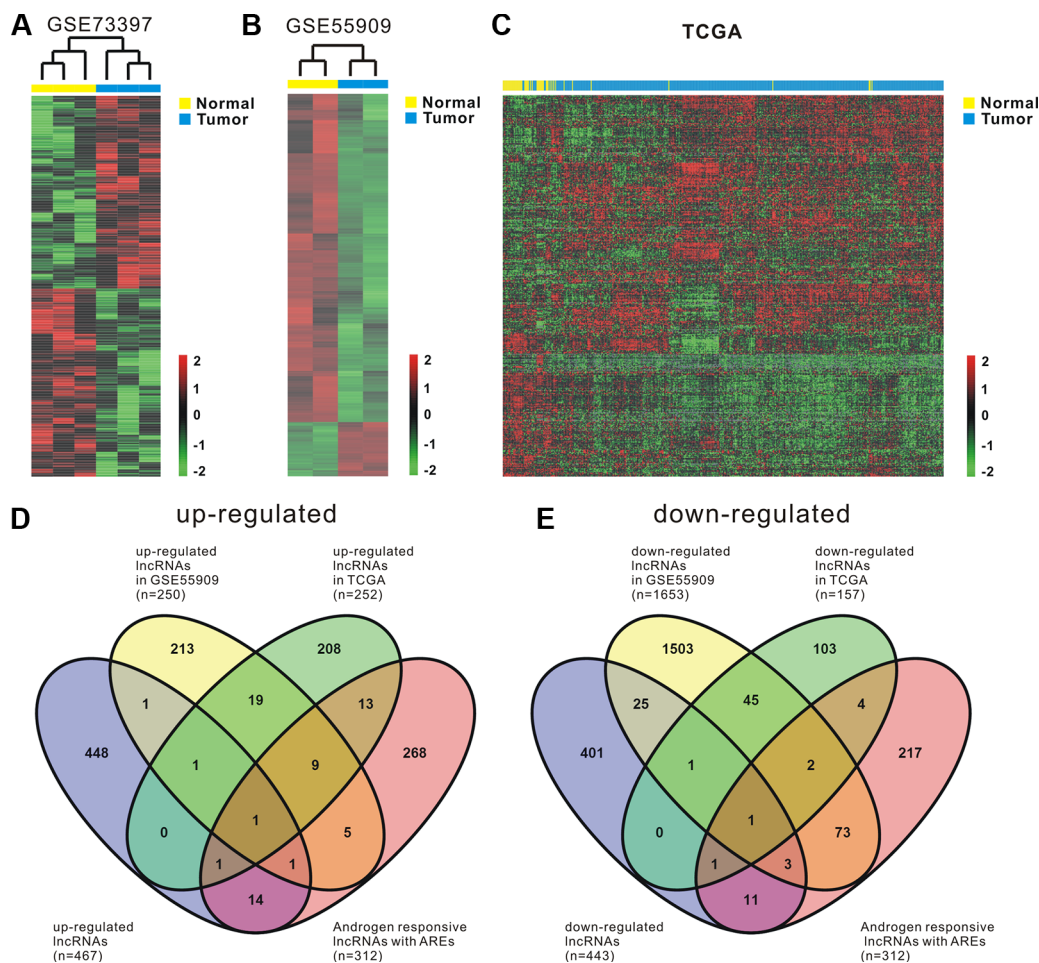 A
GSE73397
Normal
Tumor
2
1
0
-1
-2
B
GSE55909
Normal
Tumor
2
1
0
-1
-2
C
TCGA
Normal
Tumor
2
1
0
-1
-2
D
up-regulated
up-regulated
lncRNAs
in GSE55909
(n=250)
up-regulated
lncRNAs
in TCGA
(n=252)
213
208
1
19
13
448
1
9
268
0
1
5
1
1
14
up-regulated
lncRNAs
(n=467)
Androgen responsive
lncRNAs with AREs
(n=312)
E
down-regulated
down-regulated
lncRNAs
in GSE55909
(n=1653)
down-regulated
lncRNAs
in TCGA
(n=157)
1503
103
25
45
4
401
1
2
217
0
1
73
1
3
11
down-regulated
lncRNAs
(n=443)
Androgen responsive
lncRNAs with AREs
(n=312)